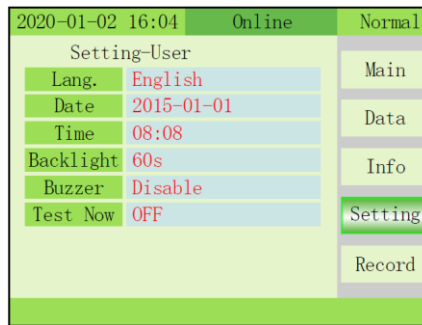 2020-01-02 16:04 Online Normal
Setting-User
Lang. English
Date 2015-01-01
Time 08:08
Backlight 60s
Buzzer Disable
Test Now OFF
Main
Data
Info
Setting
Record